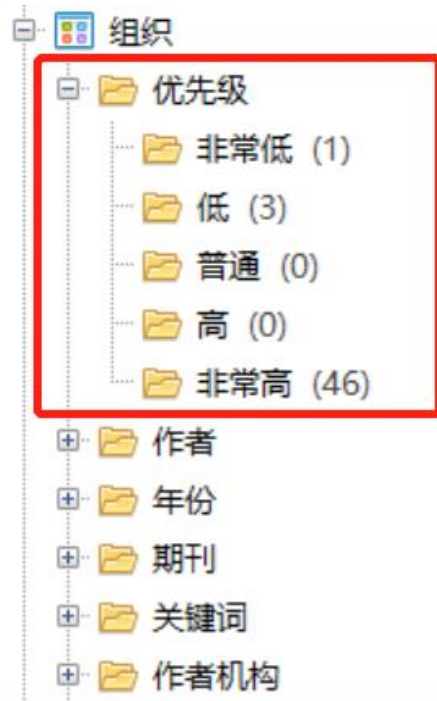 组织
优先级
非常低 (1)
低 (3)
普通 (0)
高 (0)
非常高 (46)
作者
年份
期刊
关键词
作者机构